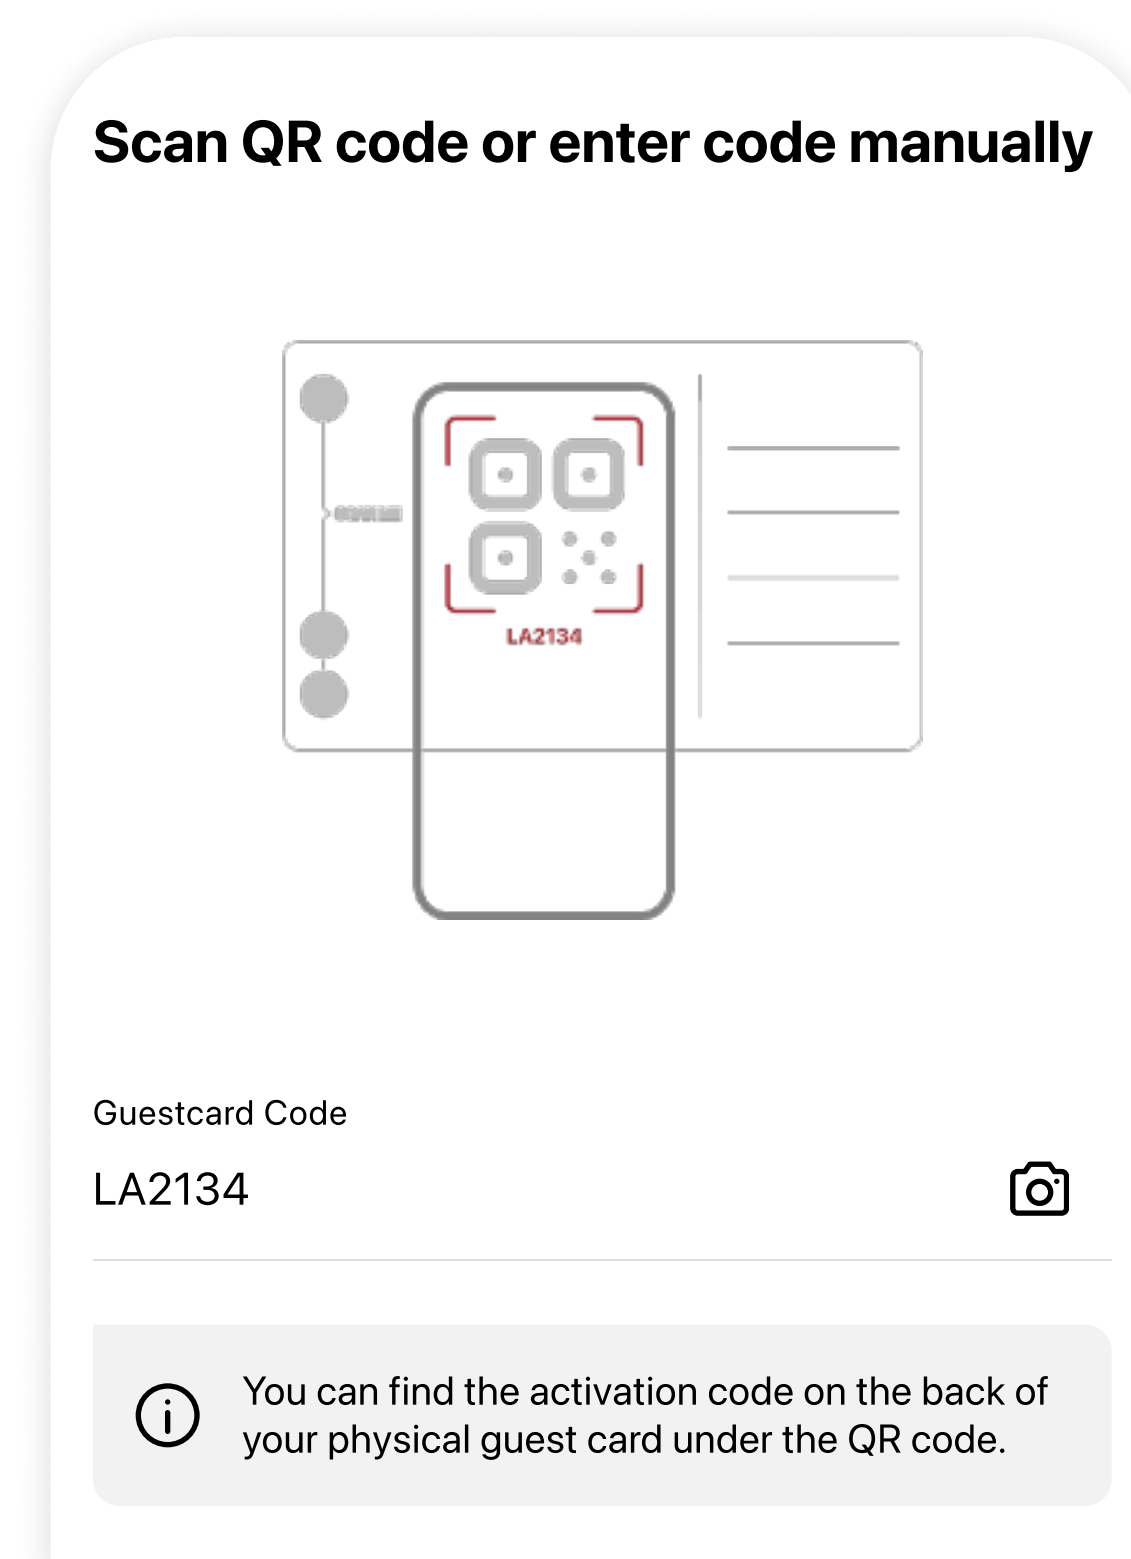 Scan QR code or enter code manually
LA2134
Guestcard Code
LA2134
You can find the activation code on the back of
your physical guest card under the QR code.